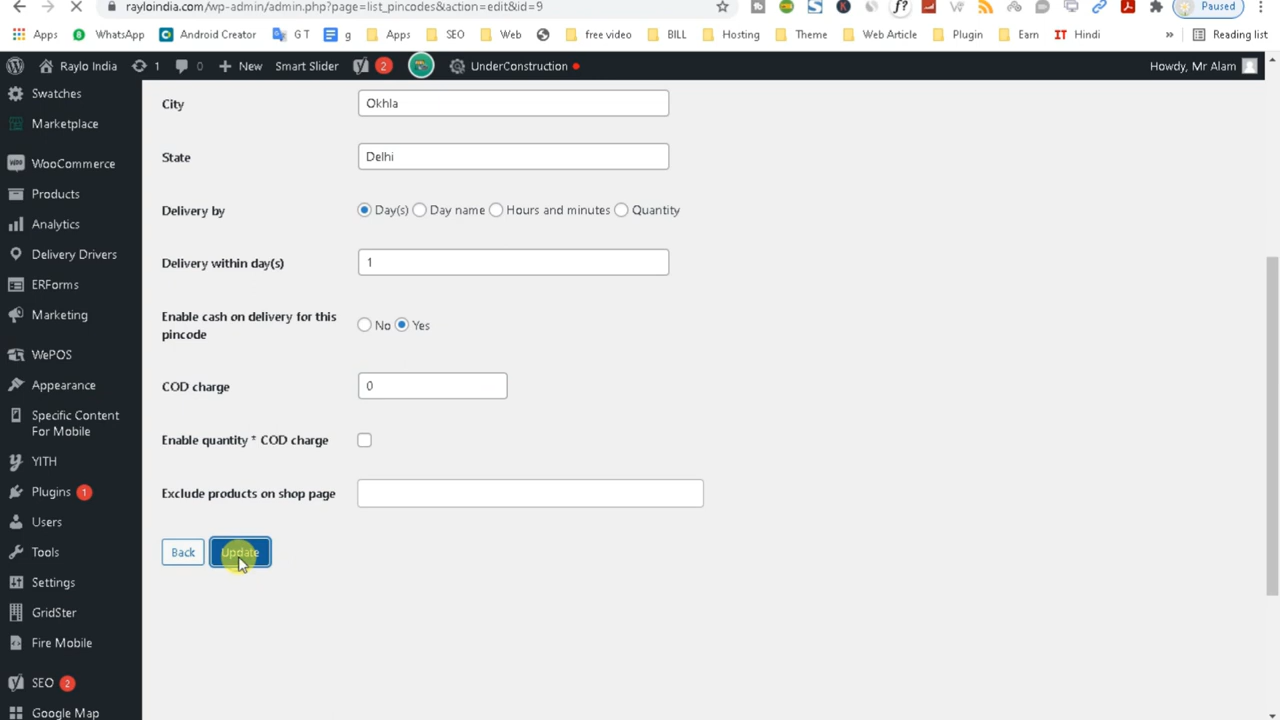 rayloindia.com/wp-admin/admin.php?page=list_pincodes&action=edit&id=9
Paused
Apps WhatsApp Android Creator G T g Apps SEO Web free video BILL Hosting Theme Web Article Plugin Earn IT Hindi » Reading list
Raylo India 1 0 New Smart Slider 2 UnderConstruction Howdy, Mr Alam
Swatches
Marketplace
WooCommerce
Products
Analytics
Delivery Drivers
ERForms
Marketing
WePOS
Appearance
Specific Content
For Mobile
YITH
Plugins 1
Users
Tools
Settings
GridSter
Fire Mobile
SEO 2
Google Map
City Okhla
State Delhi
Delivery by Day(s) Day name Hours and minutes Quantity
Delivery within day(s) 1
Enable cash on delivery for this
pincode No Yes
COD charge 0
Enable quantity * COD charge
Exclude products on shop page
Back Update